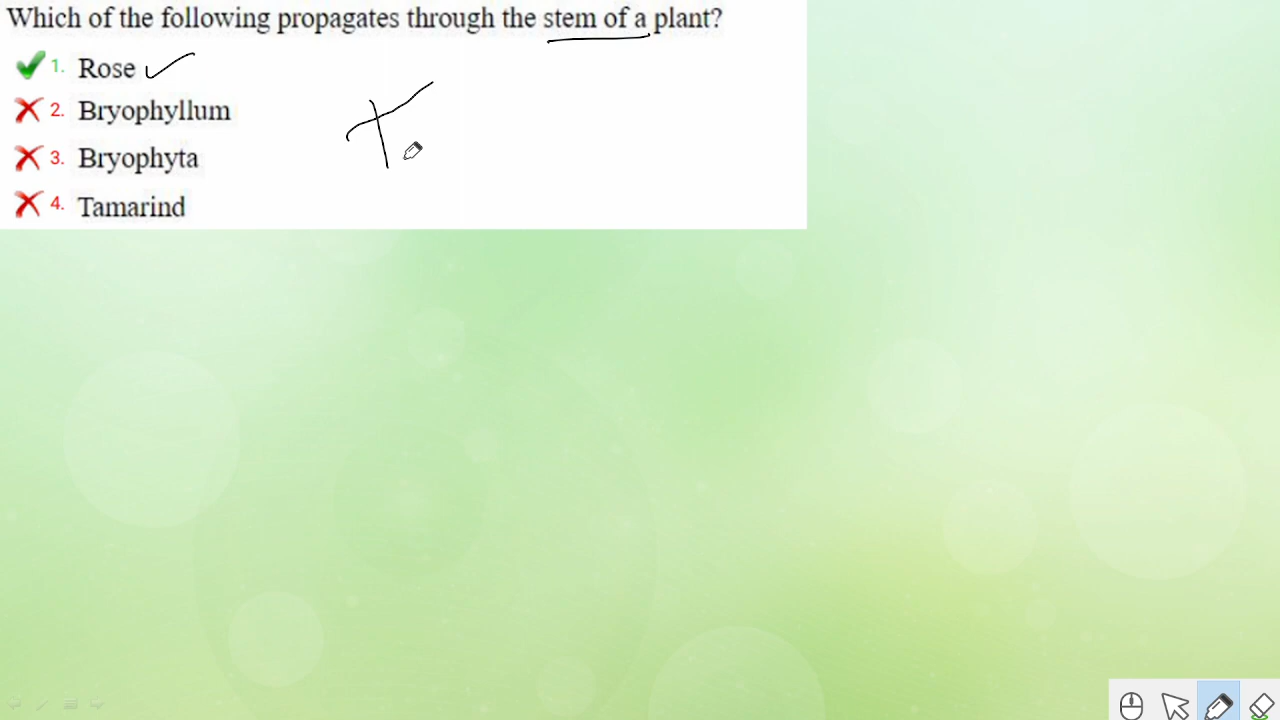 Which of the following propagates through the stem of a plant?
1. Rose
2. Bryophyllum
3. Bryophyta
4. Tamarind